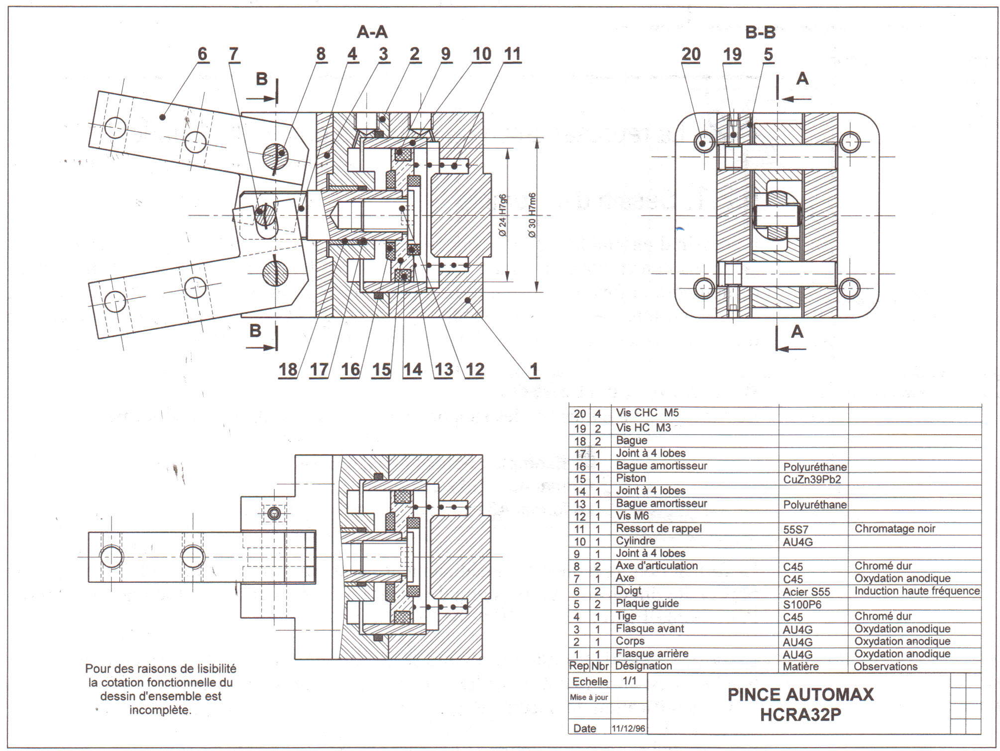 A-A
B-B
6 7 8 4 3 2 9 10 11
20 19 5
B
A
Ø 24 H7g6
Ø 30 H7m6
B
A
18 17 16 15 14 13 12 1
20 4 Vis CHC M5
19 2 Vis HC M3
18 2 Bague
17 1 Joint à 4 lobes
16 1 Bague amortisseur Polyuréthane
15 1 Piston CuZn39Pb2
14 1 Joint à 4 lobes
13 1 Bague amortisseur Polyuréthane
12 1 Vis M6
11 1 Ressort de rappel 55S7 Chromatage noir
10 1 Cylindre AU4G
9 1 Joint à 4 lobes
8 2 Axe d'articulation C45 Chromé dur
7 1 Axe C45 Oxydation anodique
6 2 Doigt Acier S55 Induction haute fréquence
5 2 Plaque guide S100P6
4 1 Tige C45 Chromé dur
3 1 Flasque avant AU4G Oxydation anodique
2 1 Corps AU4G Oxydation anodique
1 1 Flasque arrière AU4G Oxydation anodique
Rep Nbr Désignation Matière Observations
Echelle 1/1
Mise à jour
Date 11/12/96
PINCE AUTOMAX
HCRA32P
Pour des raisons de lisibilité
la cotation fonctionnelle du
dessin d'ensemble est
incomplète.